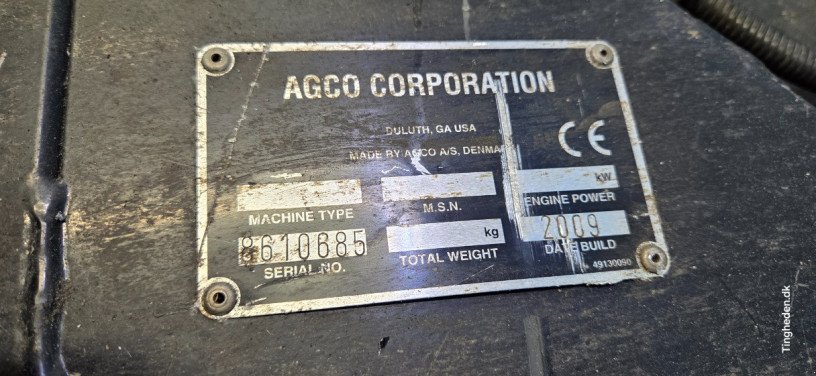 AGCO CORPORATION
DULUTH, GA USA
MADE BY AGCO A/S, DENMA
CE
kW
MACHINE TYPE
M.S.N.
ENGINE POWER
8610685
kg
2009
SERIAL NO.
TOTAL WEIGHT
DATE BUILD
49130090
Tingheden.dk